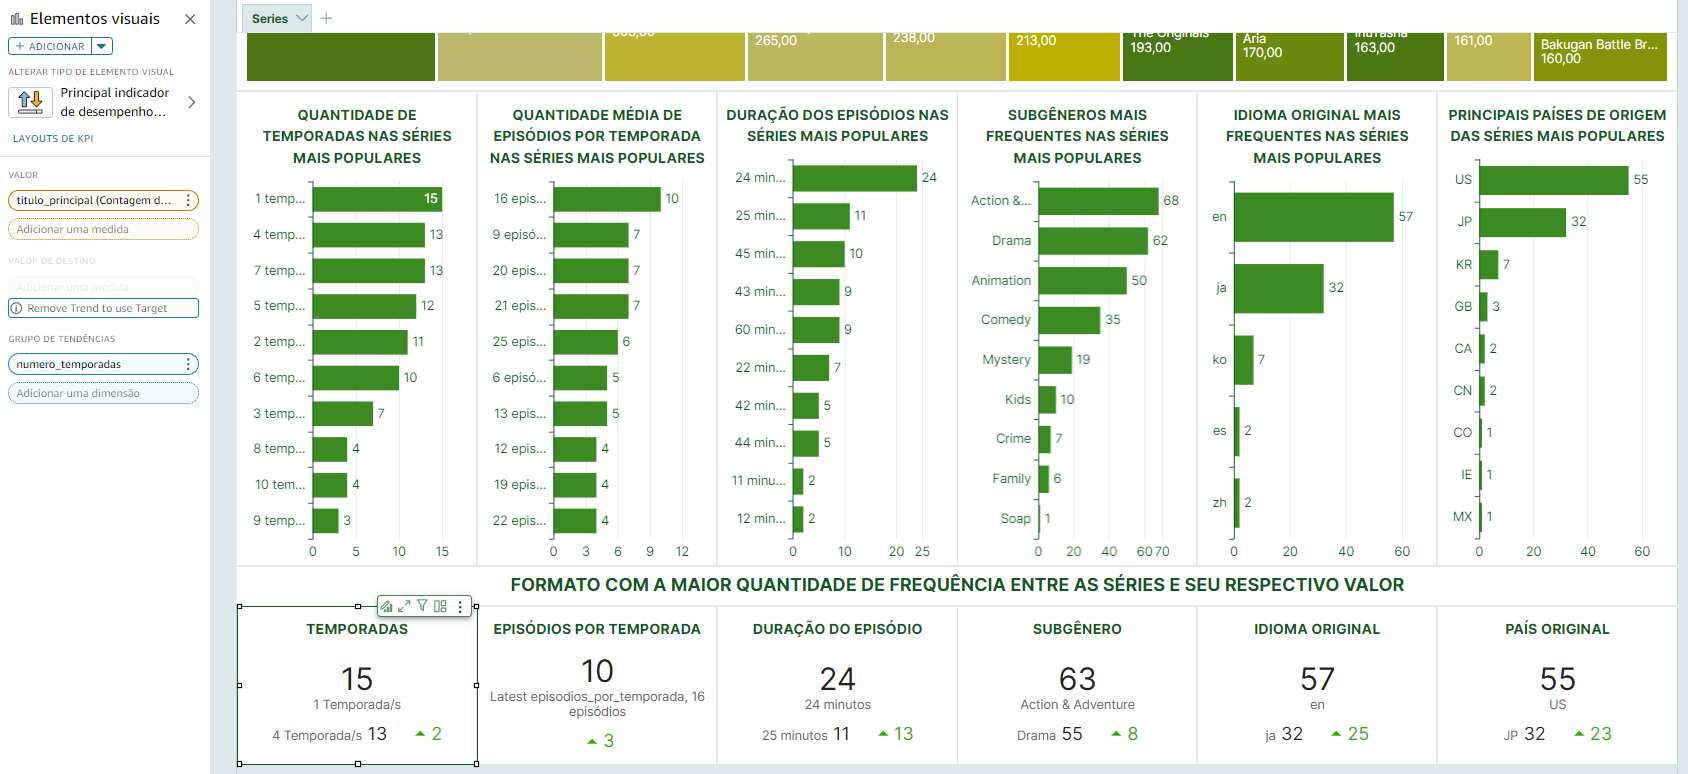 Elementos visuais
ADICIONAR
ALTERAR TIPO DE ELEMENTO VISUAL
Principal indicador
de desempenho...
LAYOUTS DE KPI
VALOR
titulo_principal (Contagem d...
Adicionar uma medida
VALOR DE DESTINO
Adicionar uma medida
Remove Trend to use Target
GRUPO DE TENDÊNCIAS
numero_temporadas
Adicionar uma dimensão
Series
265,00
238,00
213,00
The Originals
193,00
Aria
170,00
Inuyasha
163,00
161,00
Bakugan Battle Br...
160,00
QUANTIDADE DE
TEMPORADAS NAS SÉRIES
MAIS POPULARES
1 temp... 15
4 temp... 13
7 temp... 13
5 temp... 12
2 temp... 11
6 temp... 10
3 temp... 7
8 temp... 4
10 tem... 4
9 temp... 3
0 5 10 15
QUANTIDADE MÉDIA DE
EPISÓDIOS POR TEMPORADA
NAS SÉRIES MAIS POPULARES
16 epis... 10
9 episó... 7
20 epis... 7
21 epis... 7
25 epis... 6
6 episó... 5
13 epis... 5
12 epis... 4
19 epis... 4
22 epis... 4
0 3 6 9 12
DURAÇÃO DOS EPISÓDIOS NAS
SÉRIES MAIS POPULARES
24 min... 24
25 min... 11
45 min... 10
43 min... 9
60 min... 9
22 min... 7
42 min... 5
44 min... 5
11 minu... 2
12 min... 2
0 10 20 25
SUBGÊNEROS MAIS
FREQUENTES NAS SÉRIES
MAIS POPULARES
Action &... 68
Drama 62
Animation 50
Comedy 35
Mystery 19
Kids 10
Crime 7
Family 6
Soap 1
0 20 40 60 70
IDIOMA ORIGINAL MAIS
FREQUENTES NAS SÉRIES
MAIS POPULARES
en 57
ja 32
ko 7
es 2
zh 2
0 20 40 60
PRINCIPAIS PAÍSES DE ORIGEM
DAS SÉRIES MAIS POPULARES
US 55
JP 32
KR 7
GB 3
CA 2
CN 2
CO 1
IE 1
MX 1
0 20 40 60
FORMATO COM A MAIOR QUANTIDADE DE FREQUÊNCIA ENTRE AS SÉRIES E SEU RESPECTIVO VALOR
TEMPORADAS
15
1 Temporada/s
4 Temporada/s 13 2
EPISÓDIOS POR TEMPORADA
10
Latest episodios_por_temporada, 16
episódios
3
DURAÇÃO DO EPISÓDIO
24
24 minutos
25 minutos 11 13
SUBGÊNERO
63
Action & Adventure
Drama 55 8
IDIOMA ORIGINAL
57
en
ja 32 25
PAÍS ORIGINAL
55
US
JP 32 23